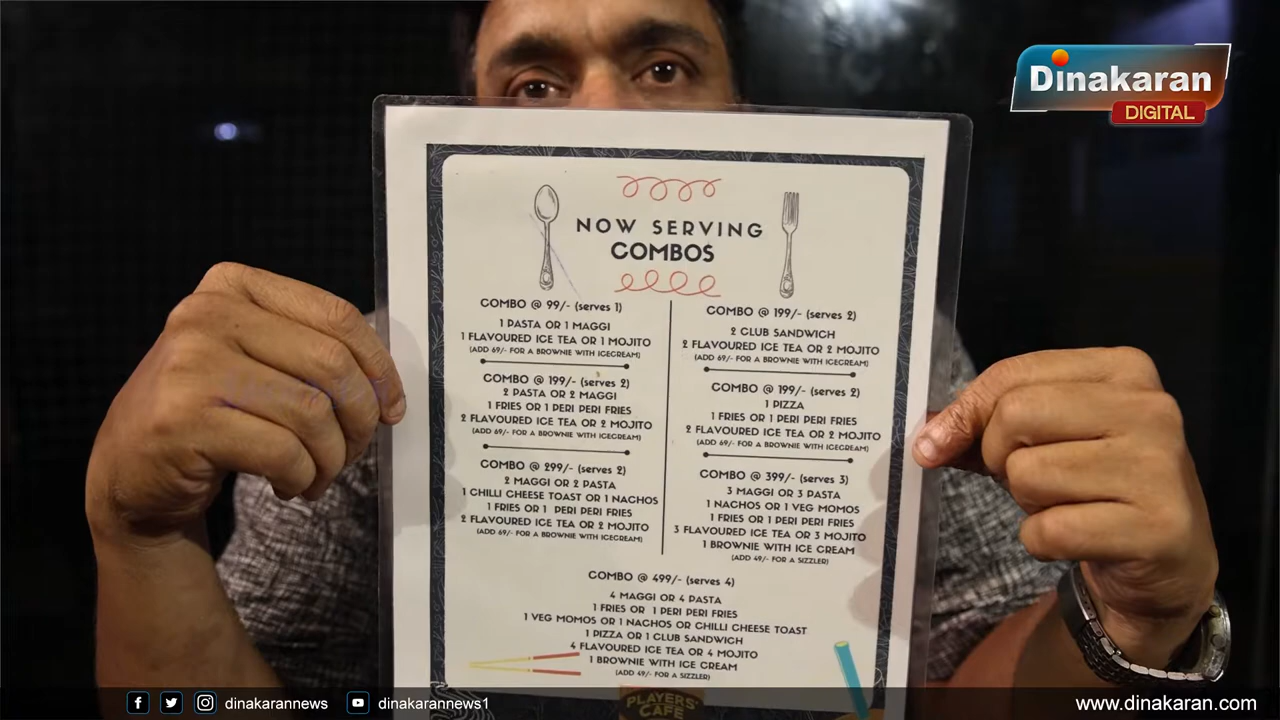 Dinakaran
DIGITAL
NOW SERVING
COMBOS
COMBO @ 99/- (serves 1)
1 PASTA OR 1 MAGGI
1 FLAVOURED ICE TEA OR 1 MOJITO
(ADD 69/- FOR A BROWNIE WITH ICECREAM)
COMBO @ 199/- (serves 2)
2 PASTA OR 2 MAGGI
1 FRIES OR 1 PERI PERI FRIES
2 FLAVOURED ICE TEA OR 2 MOJITO
(ADD 69/- FOR A BROWNIE WITH ICECREAM)
COMBO @ 299/- (serves 2)
2 MAGGI OR 2 PASTA
1 CHILLI CHEESE TOAST OR 1 NACHOS
1 FRIES OR 1 PERI PERI FRIES
2 FLAVOURED ICE TEA OR 2 MOJITO
(ADD 69/- FOR A BROWNIE WITH ICECREAM)
COMBO @ 199/- (serves 2)
2 CLUB SANDWICH
2 FLAVOURED ICE TEA OR 2 MOJITO
(ADD 69/- FOR A BROWNIE WITH ICECREAM)
COMBO @ 199/- (serves 2)
1 PIZZA
1 FRIES OR 1 PERI PERI FRIES
2 FLAVOURED ICE TEA OR 2 MOJITO
(ADD 69/- FOR A BROWNIE WITH ICECREAM)
COMBO @ 399/- (serves 3)
3 MAGGI OR 3 PASTA
1 NACHOS OR 1 VEG MOMOS
1 FRIES OR 1 PERI PERI FRIES
3 FLAVOURED ICE TEA OR 3 MOJITO
1 BROWNIE WITH ICE CREAM
(ADD 49/- FOR A SIZZLER)
COMBO @ 499/- (serves 4)
4 MAGGI OR 4 PASTA
1 FRIES OR 1 PERI PERI FRIES
1 VEG MOMOS OR 1 NACHOS OR CHILLI CHEESE TOAST
1 PIZZA OR 1 CLUB SANDWICH
4 FLAVOURED ICE TEA OR 4 MOJITO
1 BROWNIE WITH ICE CREAM
(ADD 49/- FOR A SIZZLER)
PLAYERS'
CAFE
dinakarannews
dinakarannews1
www.dinakaran.com